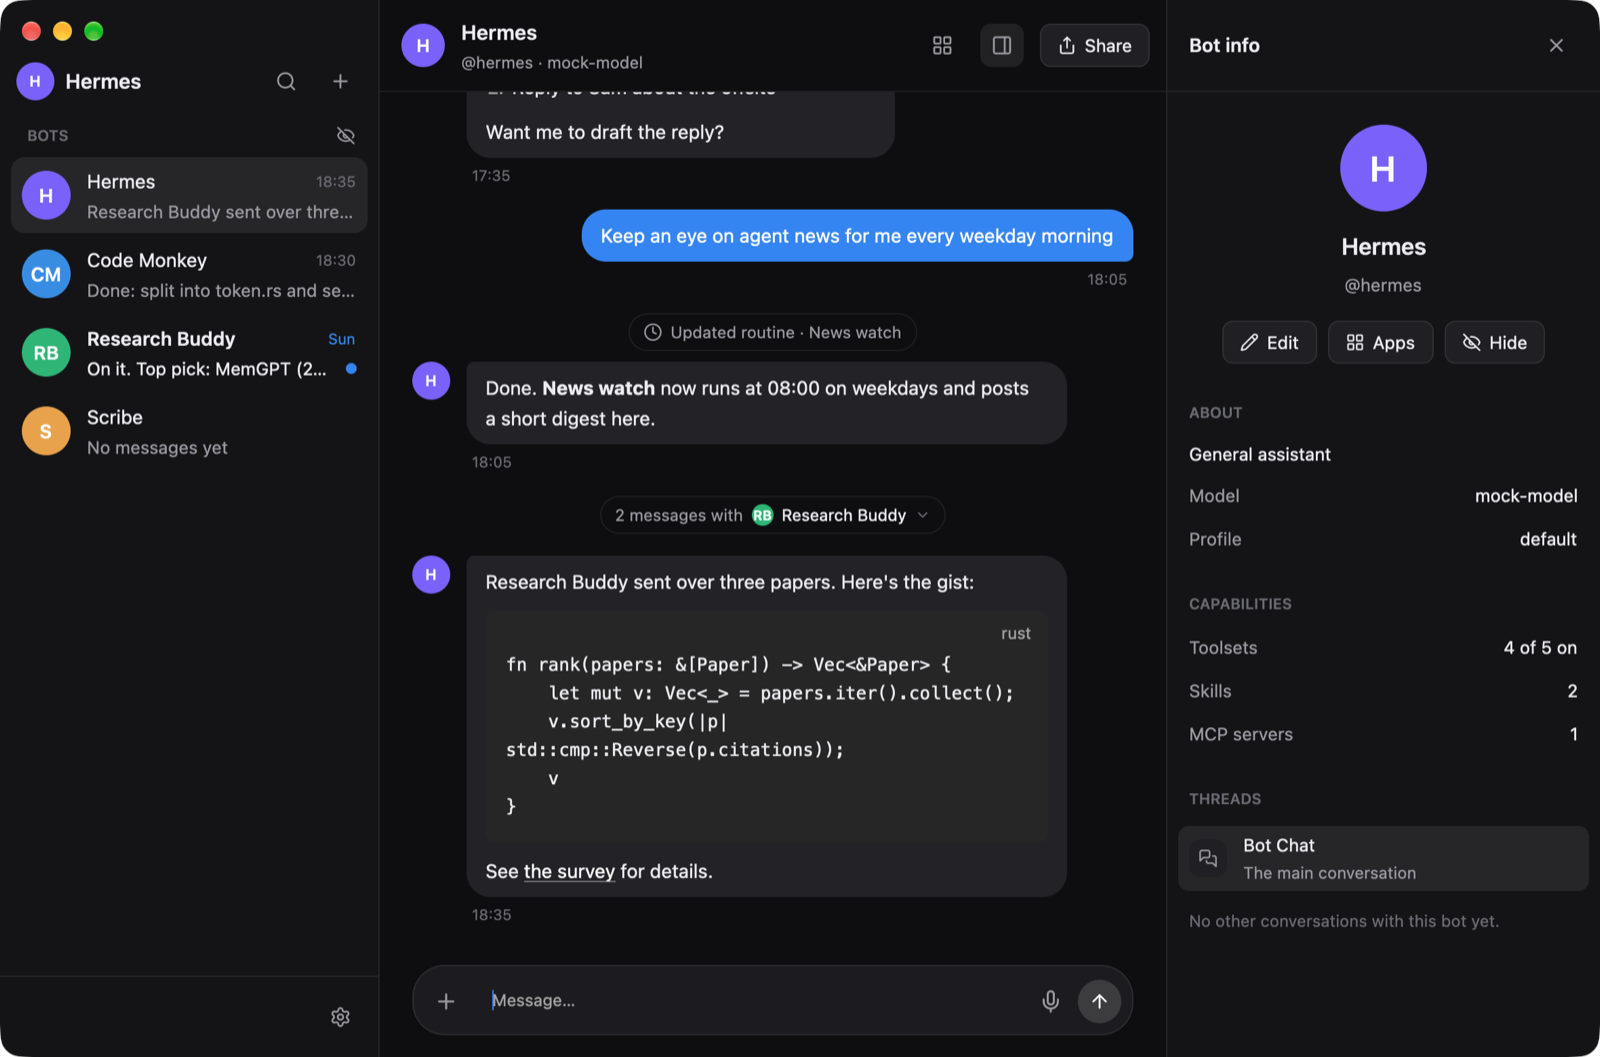 H Hermes
BOTS
H Hermes 18:35
Research Buddy sent over thre...
CM Code Monkey 18:30
Done: split into token.rs and se...
RB Research Buddy Sun
On it. Top pick: MemGPT (2...
S Scribe
No messages yet
H Hermes
@hermes · mock-model
Share
Want me to draft the reply?
17:35
Keep an eye on agent news for me every weekday morning
18:05
Updated routine · News watch
H
Done. News watch now runs at 08:00 on weekdays and posts
a short digest here.
18:05
2 messages with RB Research Buddy
H
Research Buddy sent over three papers. Here's the gist:
rust
fn rank(papers: &[Paper]) -> Vec<&Paper> {
    let mut v: Vec<_> = papers.iter().collect();
    v.sort_by_key(|p|
std::cmp::Reverse(p.citations));
    v
}
See the survey for details.
18:35
Message...
Bot info
H
Hermes
@hermes
Edit Apps Hide
ABOUT
General assistant
Model mock-model
Profile default
CAPABILITIES
Toolsets 4 of 5 on
Skills 2
MCP servers 1
THREADS
Bot Chat
The main conversation
No other conversations with this bot yet.